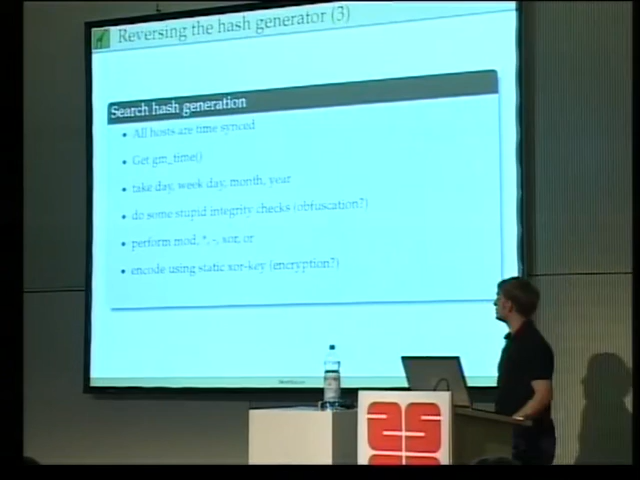 Reversing the hash generator (3)
Search hash generation
• All hosts are time synced
• Get gm_time()
• take day, week day, month, year
• do some stupid integrity checks (obfuscation?)
• perform mod, *, -, xor, or
• encode using static xor-key (encryption?)